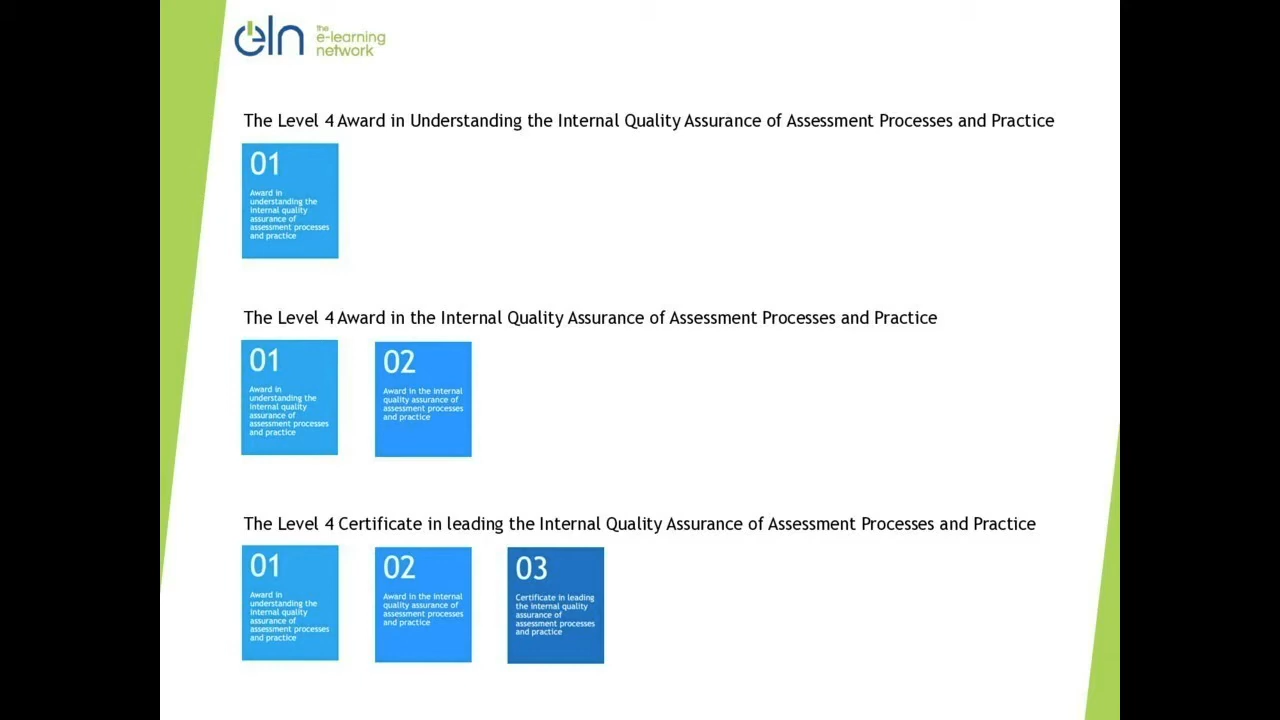 eln
the
e-learning
network
The Level 4 Award in Understanding the Internal Quality Assurance of Assessment Processes and Practice
01
Award in
understanding the
internal quality
assurance of
assessment processes
and practice
The Level 4 Award in the Internal Quality Assurance of Assessment Processes and Practice
01
Award in
understanding the
internal quality
assurance of
assessment processes
and practice
02
Award in the internal
quality assurance of
assessment processes
and practice
The Level 4 Certificate in leading the Internal Quality Assurance of Assessment Processes and Practice
01
Award in
understanding the
internal quality
assurance of
assessment processes
and practice
02
Award in the internal
quality assurance of
assessment processes
and practice
03
Certificate in leading
the internal quality
assurance of
assessment processes
and practice